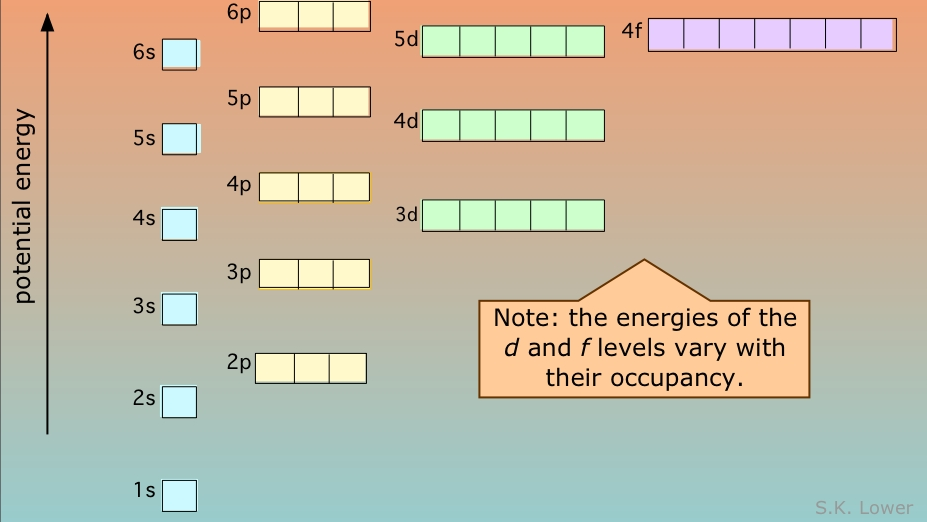 6p
5d
4f
6s
5p
4d
5s
4p
3d
4s
3p
3s
2p
2s
1s
potential energy
Note: the energies of the
d and f levels vary with
their occupancy.
S.K. Lower